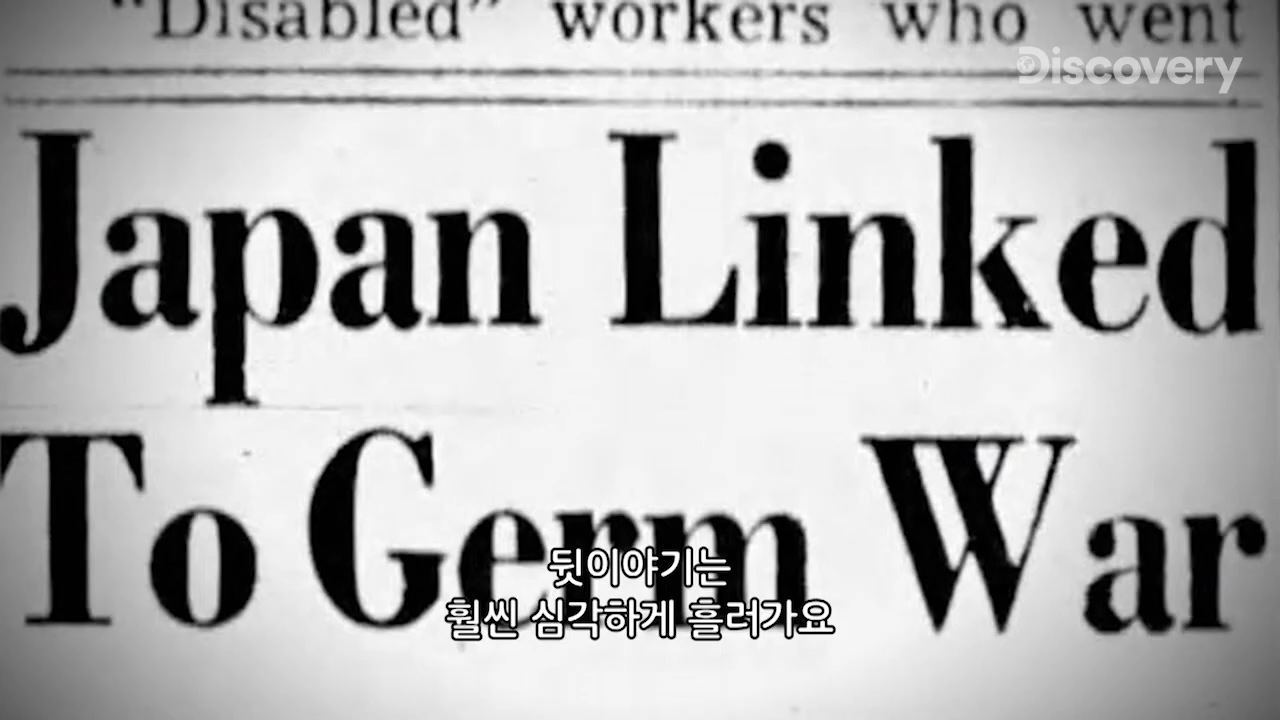 "Disabled" workers who went
Discovery
Japan Linked
To Germ War
뒷이야기는
훨씬 심각하게 흘러가요